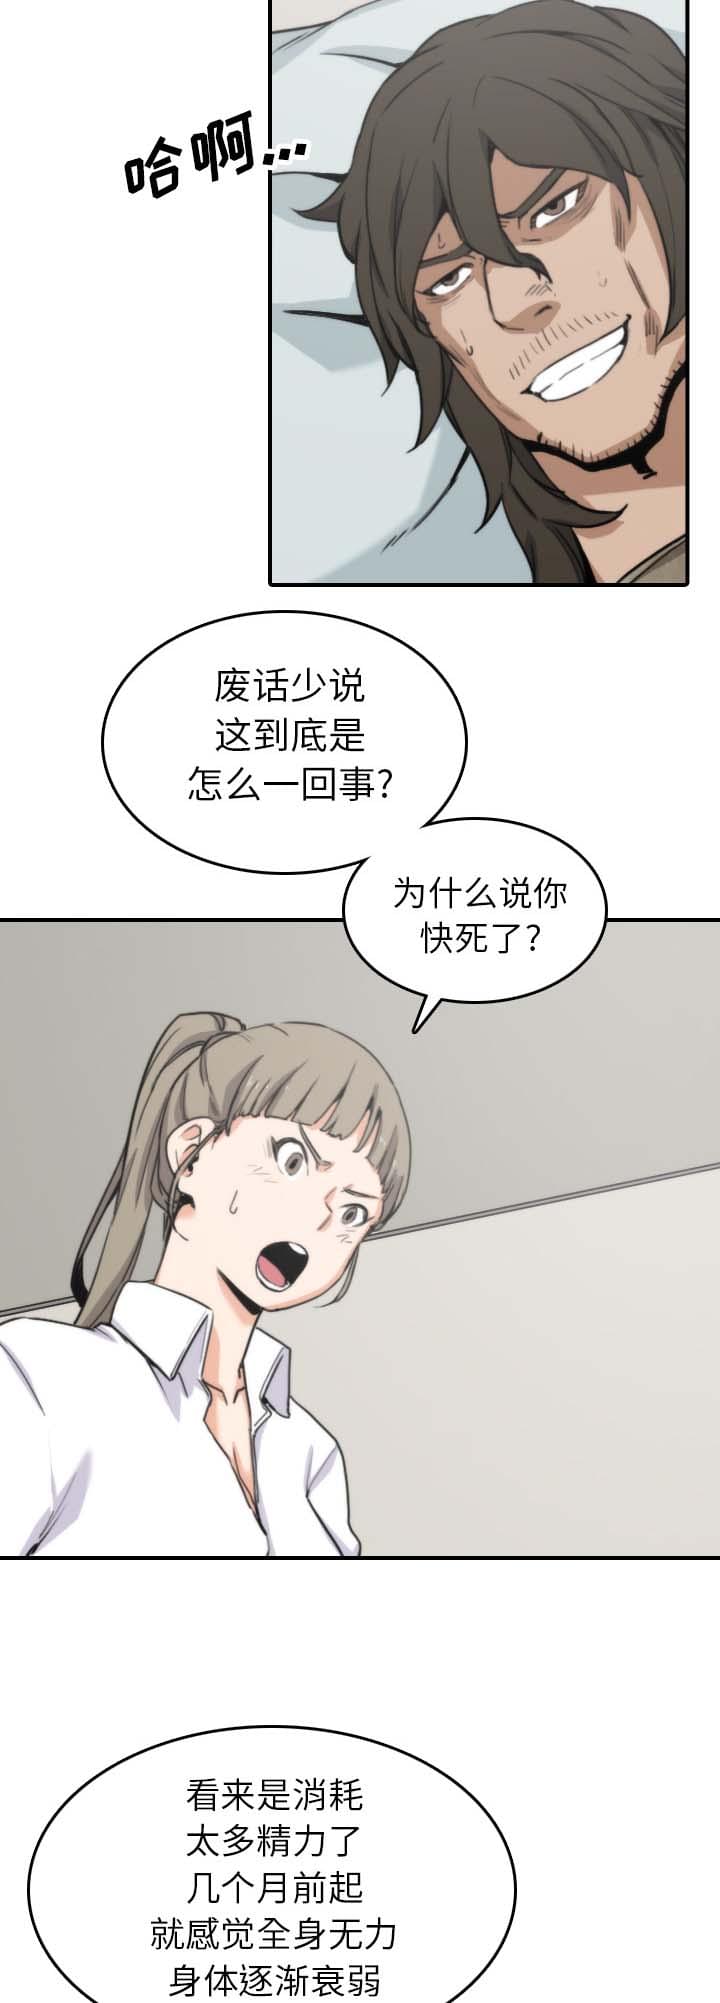 哈啊...
废话少说
这到底是
怎么一回事?
为什么说你
快死了?
看来是消耗
太多精力了
几个月前起
就感觉全身无力
身体逐渐衰弱